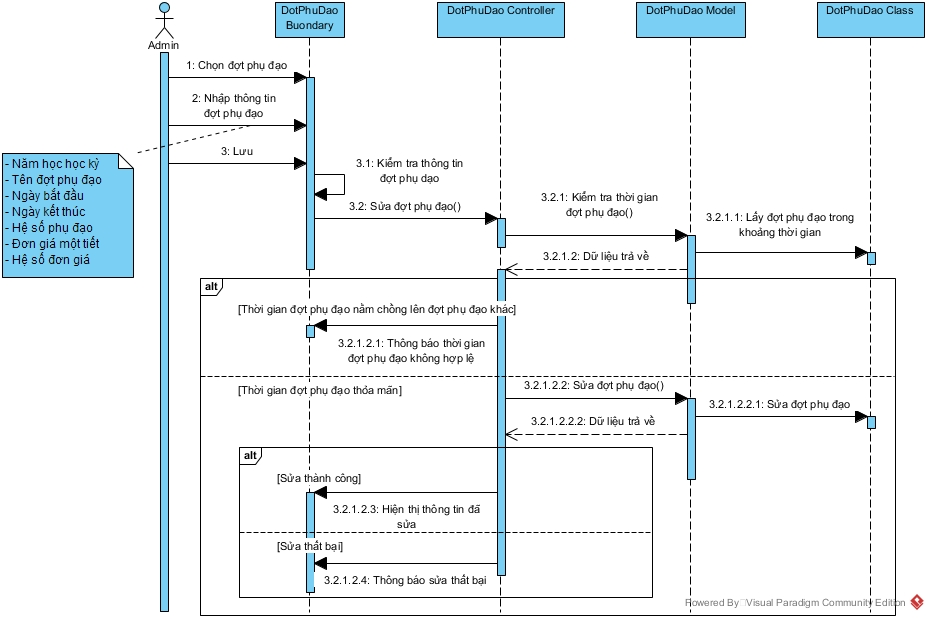 DotPhuDao
Buondary
DotPhuDao Controller
DotPhuDao Model
DotPhuDao Class
Admin
1: Chọn đợt phụ đạo
2: Nhập thông tin
đợt phụ đạo
3: Lưu
- Năm học học kỳ
- Tên đợt phụ đạo
- Ngày bắt đầu
- Ngày kết thúc
- Hệ số phụ đạo
- Đơn giá một tiết
- Hệ số đơn giá
3.1: Kiểm tra thông tin
đợt phụ dạo
3.2: Sửa đợt phụ đạo()
3.2.1: Kiểm tra thời gian
đợt phụ đạo()
3.2.1.1: Lấy đợt phụ đạo trong
khoảng thời gian
3.2.1.2: Dữ liệu trả về
alt
[Thời gian đợt phụ đạo nằm chồng lên đợt phụ đạo khác]
3.2.1.2.1: Thông báo thời gian
đợt phụ đạo không hợp lệ
[Thời gian đợt phụ đạo thỏa mãn]
3.2.1.2.2: Sửa đợt phụ đạo()
3.2.1.2.2.1: Sửa đợt phụ đạo
3.2.1.2.2.2: Dữ liệu trả về
alt
[Sửa thành công]
3.2.1.2.3: Hiện thị thông tin đã
sửa
[Sửa thất bại]
3.2.1.2.4: Thông báo sửa thất bại
Powered By Visual Paradigm Community Edition